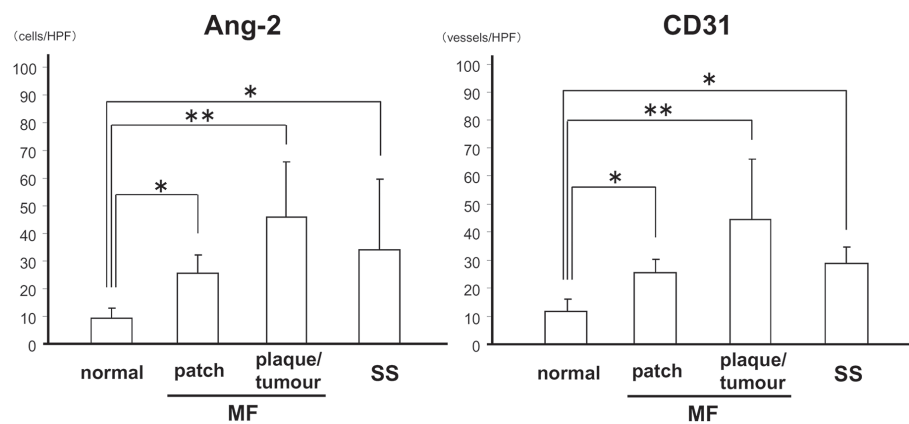 Ang-2
(cells/HPF)
100
90
80
70
60
50
40
30
20
10
0
*
**
*
normal
patch
plaque/
tumour
SS
MF
CD31
(vessels/HPF)
100
90
80
70
60
50
40
30
20
10
0
*
**
*
normal
patch
plaque/
tumour
SS
MF